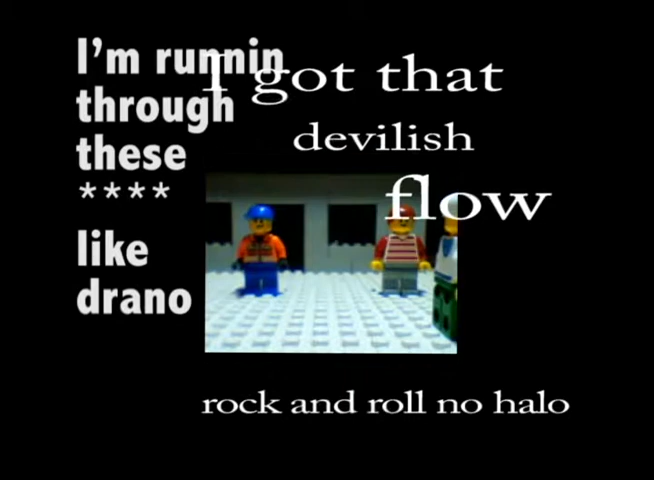 I'm runnin
through
these
****
like
drano
I got that
devilish
flow
rock and roll no halo